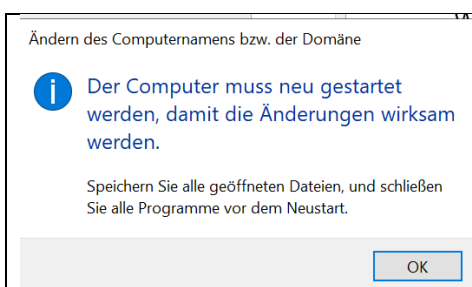 Ändern des Computernamens bzw. der Domäne
Der Computer muss neu gestartet
werden, damit die Änderungen wirksam
werden.
Speichern Sie alle geöffneten Dateien, und schließen
Sie alle Programme vor dem Neustart.
OK